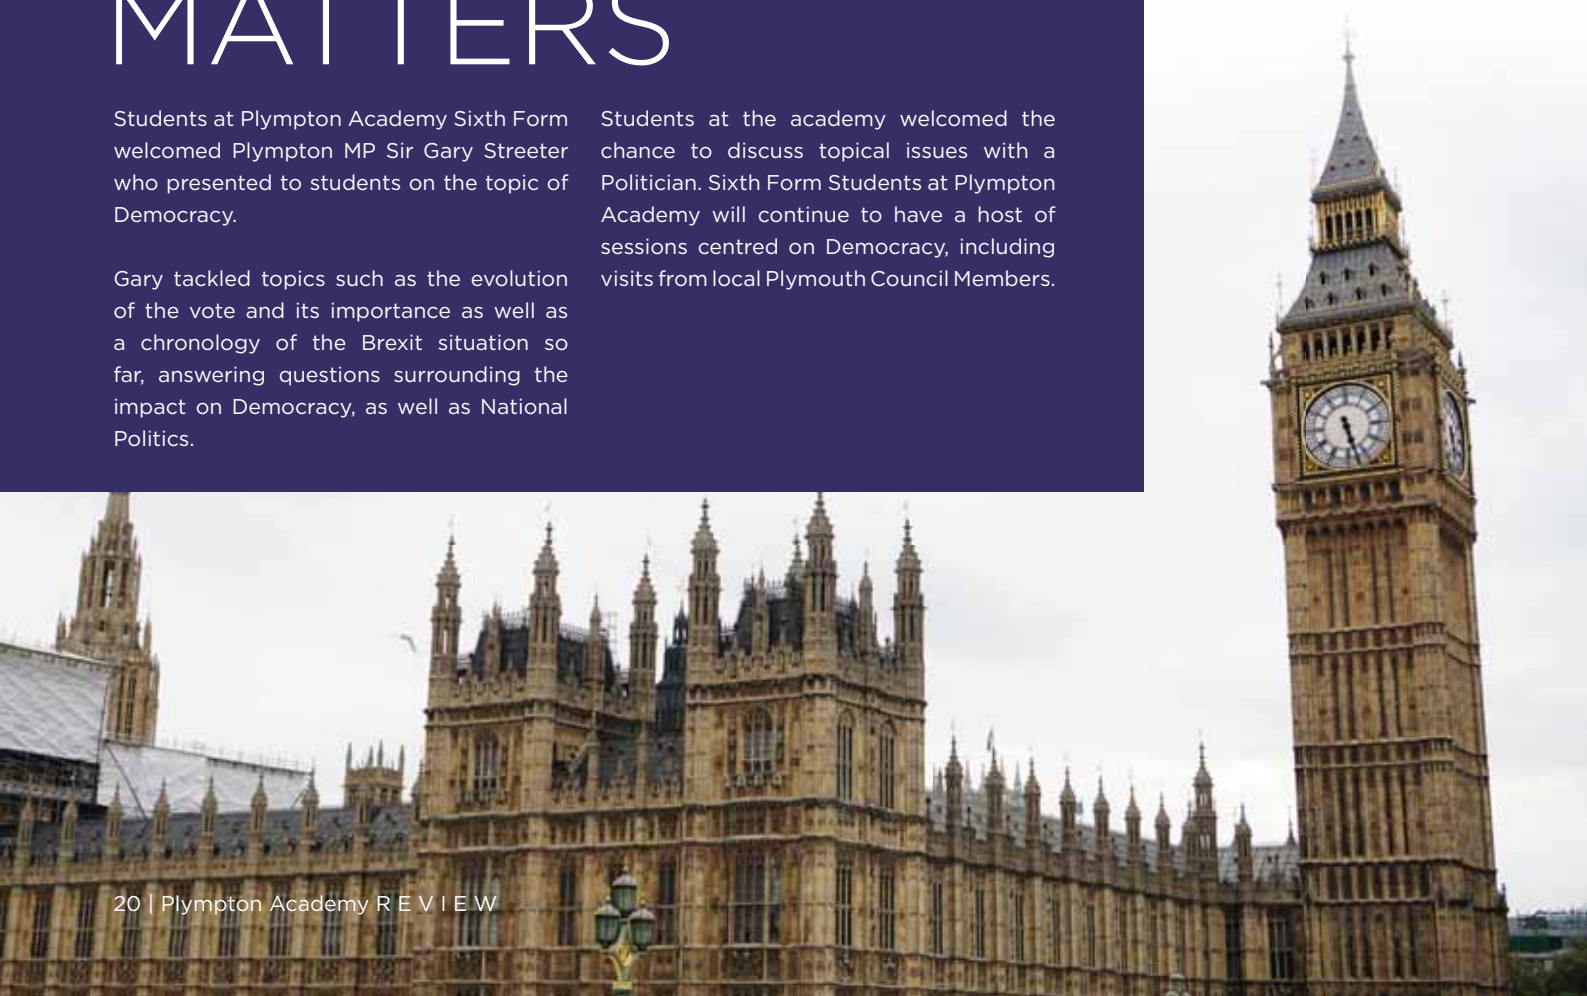 MATTERS
Students at Plympton Academy Sixth Form
welcomed Plympton MP Sir Gary Streeter
who presented to students on the topic of
Democracy.
Gary tackled topics such as the evolution
of the vote and its importance as well as
a chronology of the Brexit situation so
far, answering questions surrounding the
impact on Democracy, as well as National
Politics.
Students at the academy welcomed the
chance to discuss topical issues with a
Politician. Sixth Form Students at Plympton
Academy will continue to have a host of
sessions centred on Democracy, including
visits from local Plymouth Council Members.
20 | Plympton Academy R E V I E W